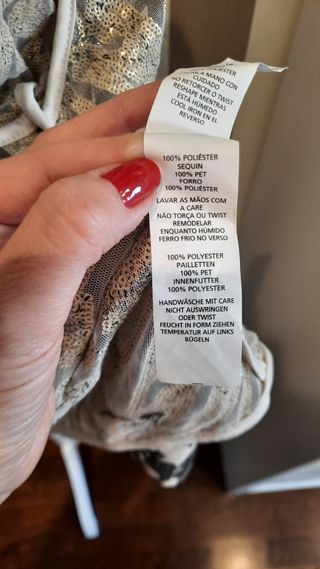 POLIÉSTER
LAVAR A MANO CON
CUIDADO
NO RETORCER O TWIST
RESHAPE MIENTRAS
ESTÁ HÚMEDO
COOL IRON EN EL
REVERSO
100% POLIÉSTER
SEQUIN
100% PET
FORRO
100% POLIÉSTER
LAVAR AS MÃOS COM
A CARE
NÃO TORÇA OU TWIST
REMODELAR
ENQUANTO HÚMIDO
FERRO FRIO NO VERSO
100% POLYESTER
PAILLETTEN
100% PET
INNENFUTTER
100% POLYESTER
HANDWÄSCHE MIT CARE
NICHT AUSWRINGEN
ODER TWIST
FEUCHT IN FORM ZIEHEN
TEMPERATUR AUF LINKS
BÜGELN